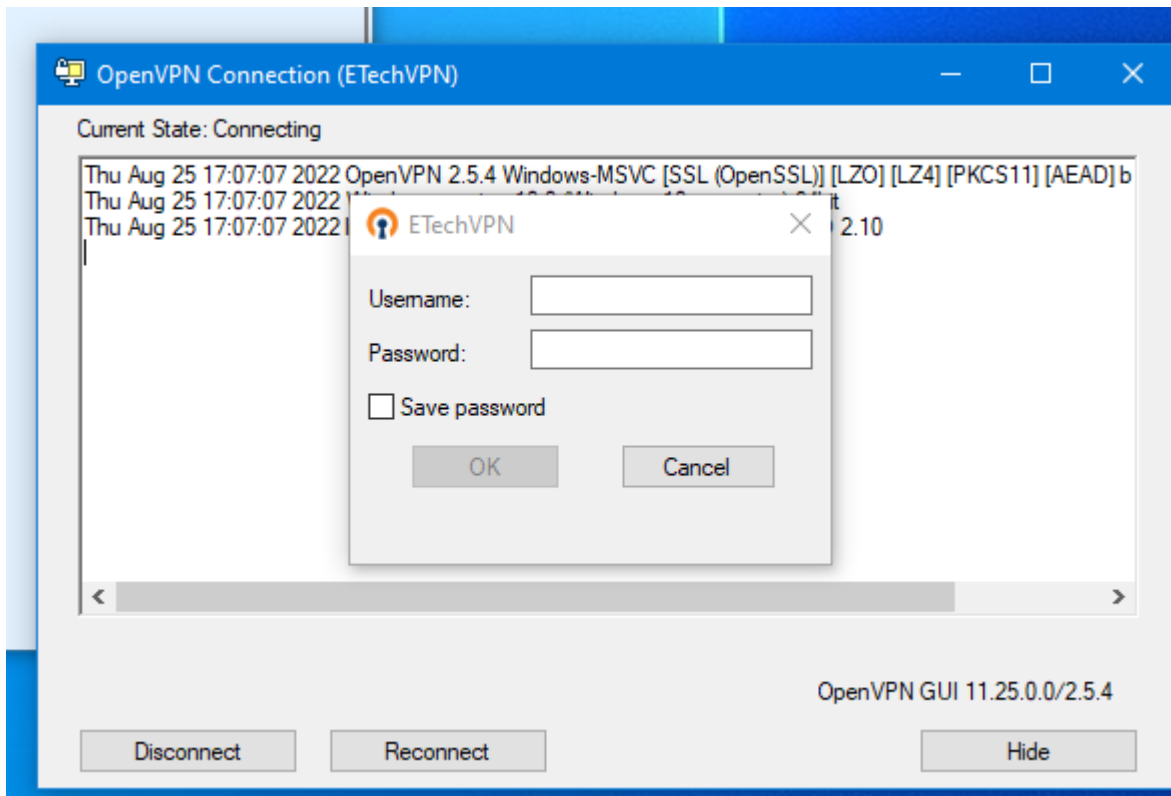 OpenVPN Connection (ETechVPN)
Current State: Connecting
Thu Aug 25 17:07:07 2022 OpenVPN 2.5.4 Windows-MSVC [SSL (OpenSSL)] [LZO] [LZ4] [PKCS11] [AEAD] b
Thu Aug 25 17:07:07 2022
Thu Aug 25 17:07:07 2022 2.10
ETechVPN
Username:
Password:
Save password
OK
Cancel
OpenVPN GUI 11.25.0.0/2.5.4
Disconnect
Reconnect
Hide